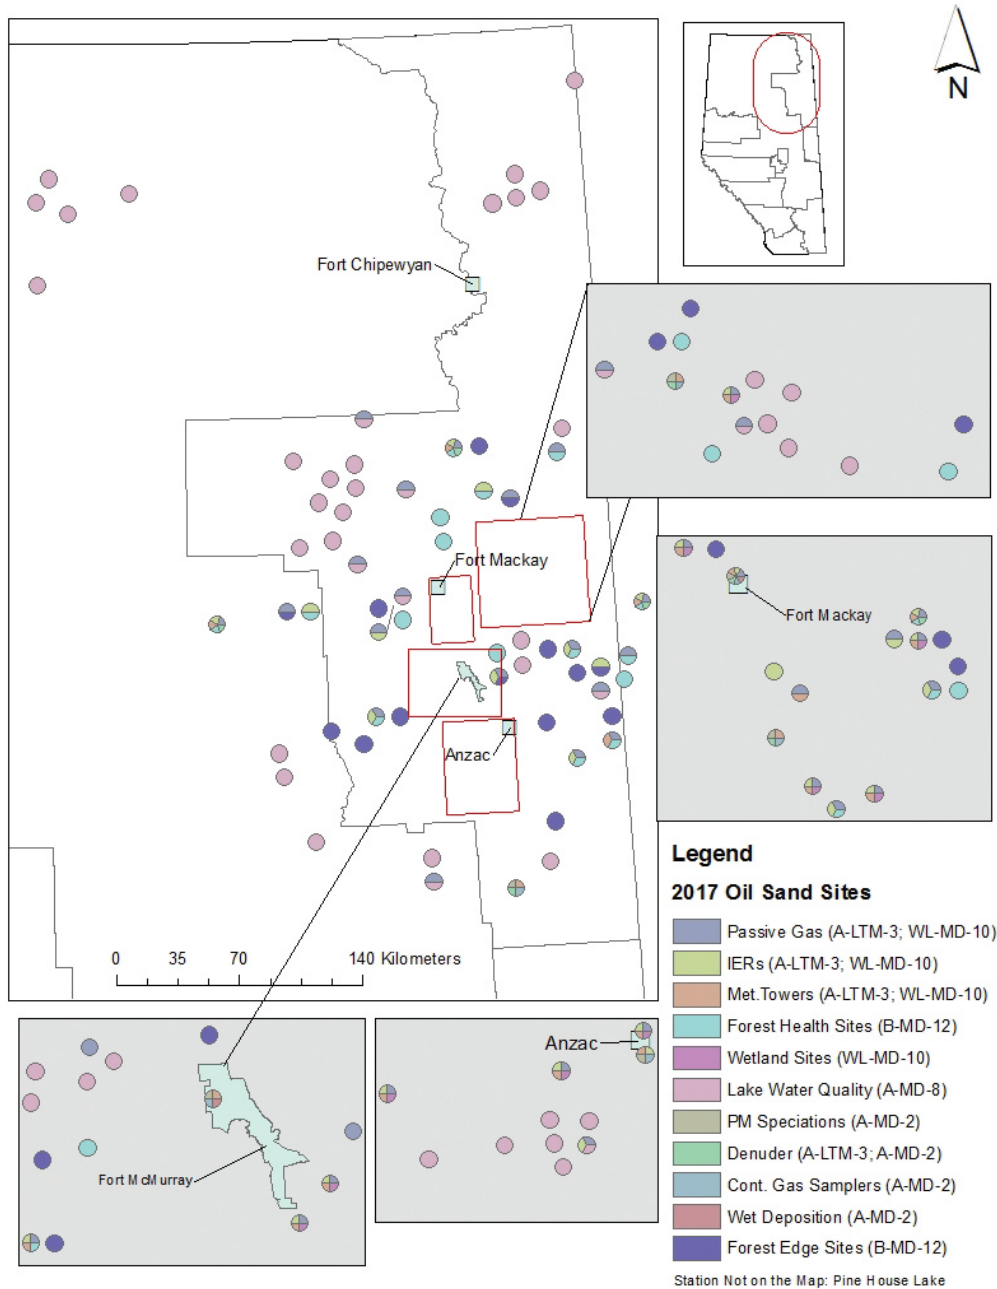 N
Fort Chipewyan
Fort Mackay
Fort Mackay
Anzac
0 35 70 140 Kilometers
Legend
2017 Oil Sand Sites
Passive Gas (A-LTM-3; WL-MD-10)
IERs (A-LTM-3; WL-MD-10)
Met.Towers (A-LTM-3; WL-MD-10)
Forest Health Sites (B-MD-12)
Wetland Sites (WL-MD-10)
Lake Water Quality (A-MD-8)
PM Speciations (A-MD-2)
Denuder (A-LTM-3; A-MD-2)
Cont. Gas Samplers (A-MD-2)
Wet Deposition (A-MD-2)
Forest Edge Sites (B-MD-12)
Station Not on the Map: Pine House Lake
Anzac
Fort McMurray